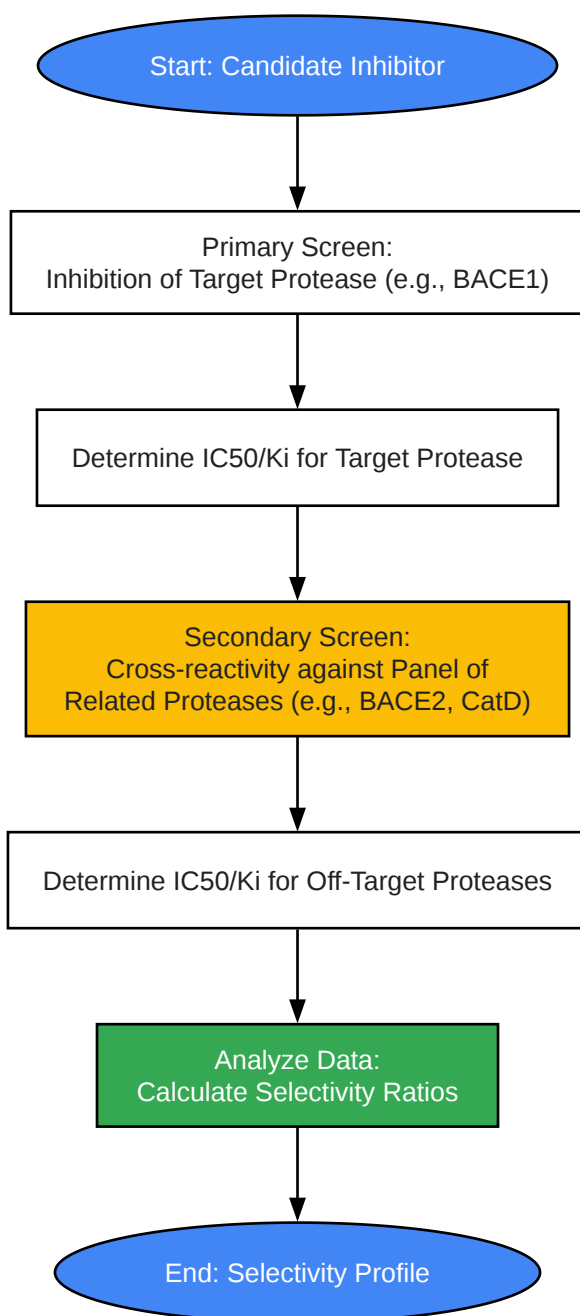 Start: Candidate Inhibitor
Primary Screen:
Inhibition of Target Protease (e.g., BACE1)
Determine IC50/Ki for Target Protease
Secondary Screen:
Cross-reactivity against Panel of
Related Proteases (e.g., BACE2, CatD)
Determine IC50/Ki for Off-Target Proteases
Analyze Data:
Calculate Selectivity Ratios
End: Selectivity Profile